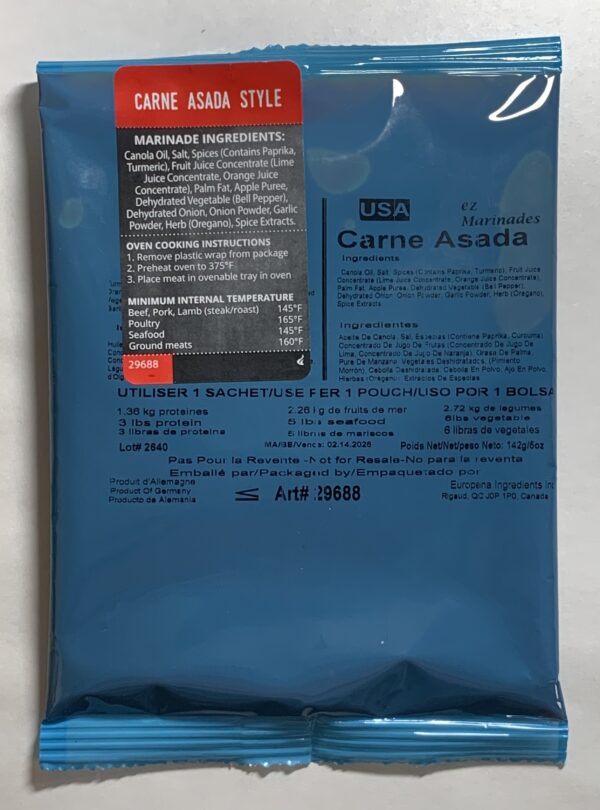 CARNE ASADA STYLE
MARINADE INGREDIENTS:
Canola Oil, Salt, Spices (Contains Paprika,
Turmeric), Fruit Juice Concentrate (Lime
Juice Concentrate, Orange Juice
Concentrate), Palm Fat, Apple Puree,
Dehydrated Vegetable (Bell Pepper),
Dehydrated Onion, Onion Powder, Garlic
Powder, Herb (Oregano), Spice Extracts.
OVEN COOKING INSTRUCTIONS
1. Remove plastic wrap from package
2. Preheat oven to 375°F
3. Place meat in ovenable tray in oven
MINIMUM INTERNAL TEMPERATURE
Beef, Pork, Lamb (steak/roast) 145°F
Poultry 165°F
Seafood 145°F
Ground meats 160°F
29688
USA
ez
Marinades
Carne Asada
Ingredients
Canola Oil, Salt, Spices (Contains Paprika, Turmeric), Fruit Juice
Concentrate (Lime Juice Concentrate, Orange Juice Concentrate),
Palm Fat, Apple Puree, Dehydrated Vegetable (Bell Pepper),
Dehydrated Onion, Onion Powder, Garlic Powder, Herb (Oregano),
Spice Extracts
Ingredientes
Aceite De Canola, Sal, Especias (Contiene Paprika, Curcuma)
Concentrado De Jugo De Frutas (Concentrado De Jugo De
Lima, Concentrado De Jugo De Naranja), Grasa De Palma,
Pure De Manzana, Vegetales Deshidratados, (Pimiento
Morrón), Cebolla Deshidratada, Cebolla En Polvo, Ajo En Polvo,
Hierbas (Orégano), Extractos De Especias
UTILISER 1 SACHET/USE PER 1 POUCH/USO POR 1 BOLSA
1.36 kg proteines 2.26 kg de fruits de mer 2.72 kg de legumes
3 lbs protein 5 lbs seafood 6lbs vegetable
3 libras de proteina 5 libras de mariscos 6 libras de verduras
Lot# 2640 MA/BB/Vence: 02.14.2026 Poids Net/Net/peso Neto: 142g/5oz
Pas Pour la Revente -Not for Resale-No para la reventa
Emballé par/Packaged by/Empaquetado por
Produit d'Allemagne
Product Of Germany
Producto de Alemania
Art# 29688
Europena Ingredients Inc
Rigaud, QC J0P 1P0, Canada